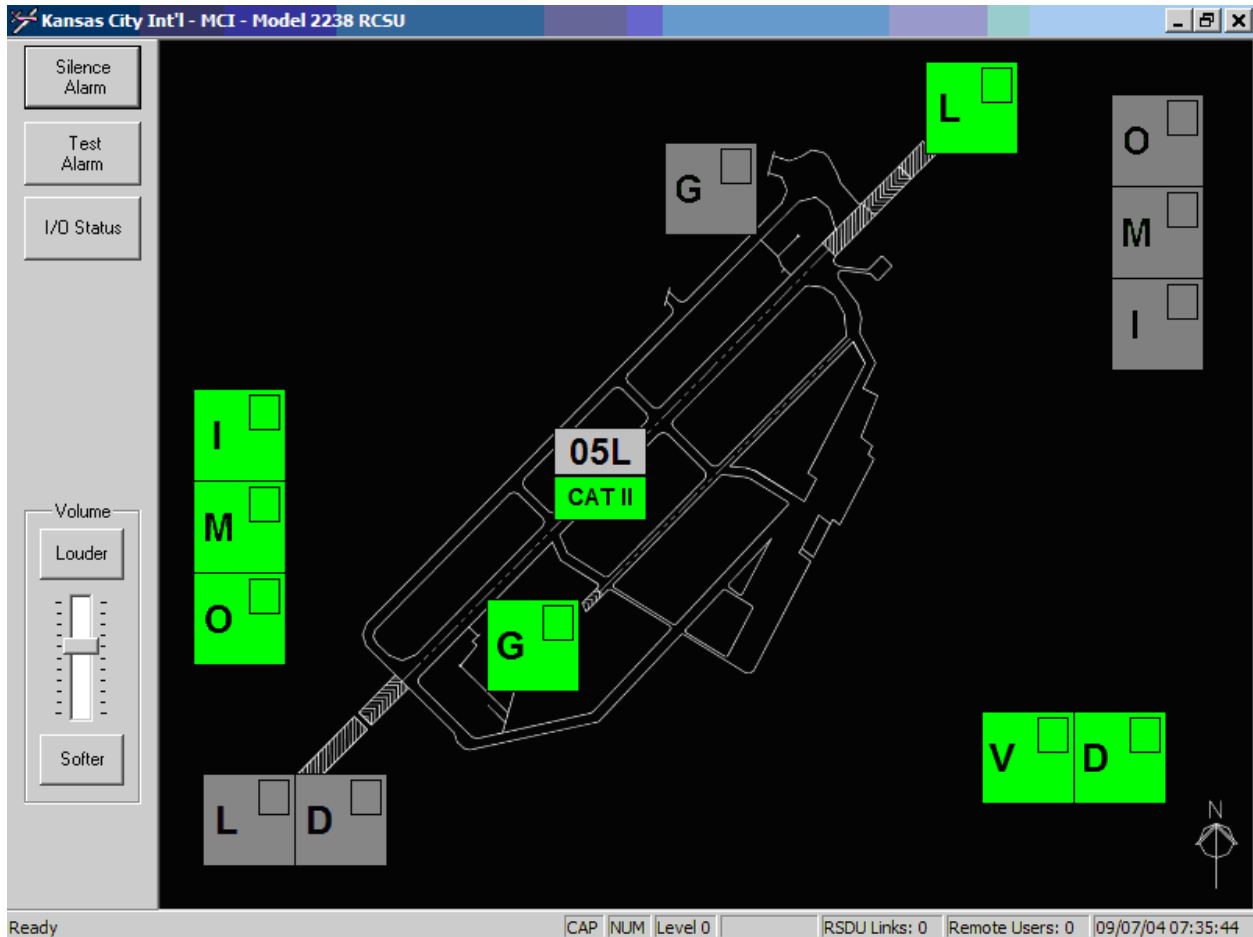 Kansas City Int'l - MCI - Model 2238 RCSU
Silence
Alarm
Test
Alarm
I/O Status
Volume
Louder
Softer
L
G
O
M
I
I
M
O
05L
CAT II
G
V D
L D
N
Ready CAP NUM Level 0 RSDU Links: 0 Remote Users: 0 09/07/04 07:35:44